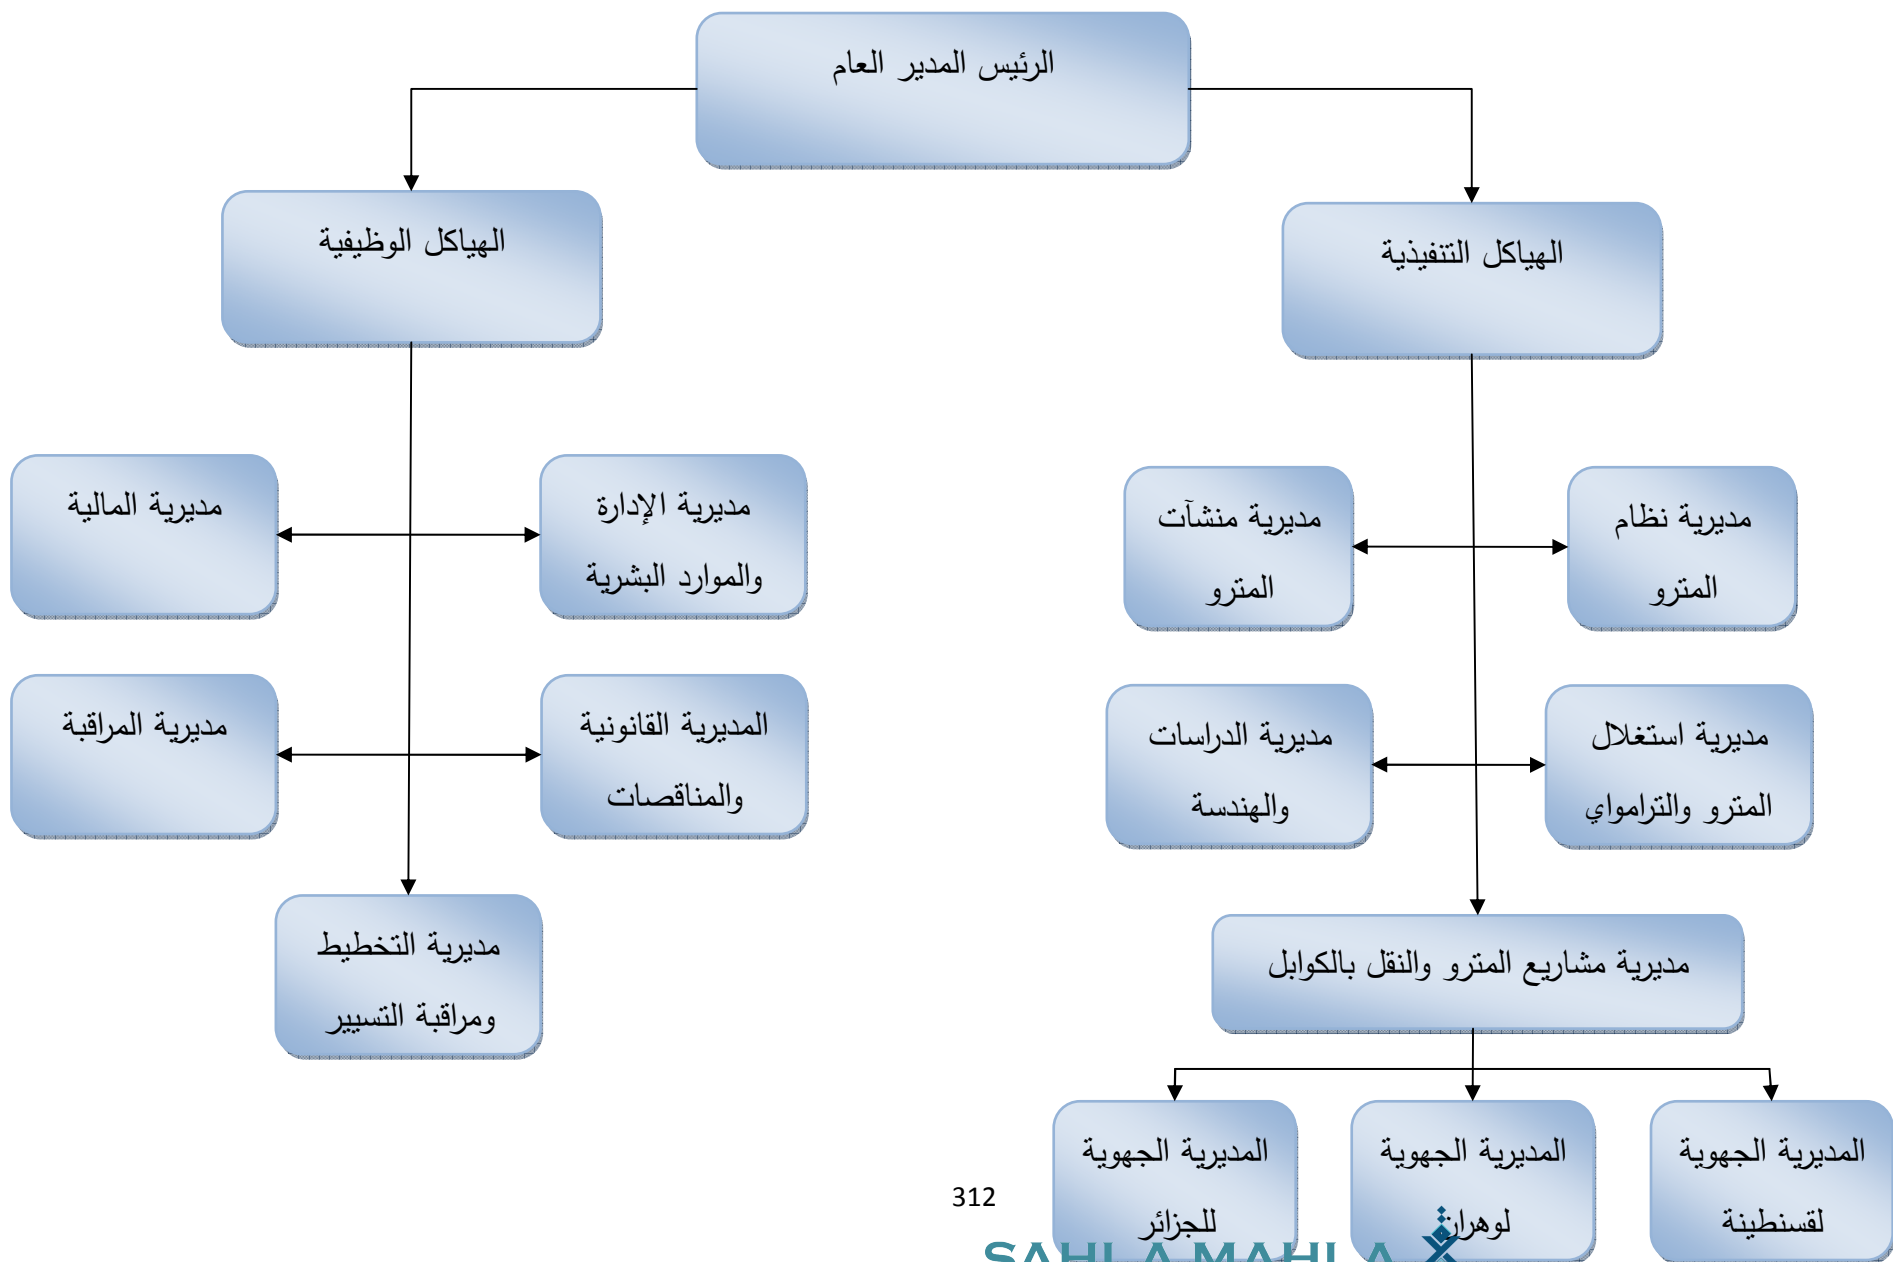 الرئيس المدير العام
الهياكل التنفيذية
الهياكل الوظيفية
مديرية نظام
المترو
مديرية منشآت
المترو
مديرية الإدارة
والموارد البشرية
مديرية المالية
مديرية استغلال
المترو والترامواي
مديرية الدراسات
والهندسة
المديرية القانونية
والمناقصات
مديرية المراقبة
مديرية مشاريع المترو والنقل بالكوابل
مديرية التخطيط
ومراقبة التسيير
المديرية الجهوية
لقسنطينة
المديرية الجهوية
لوهران
المديرية الجهوية
للجزائر
312
SAHLA MAHLA